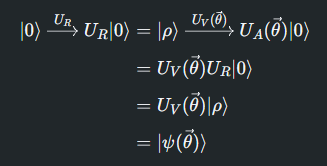 |0⟩ —U_R→ U_R|0⟩ = |ρ⟩ —U_V(θ⃗)→ U_A(θ⃗)|0⟩
= U_V(θ⃗)U_R|0⟩
= U_V(θ⃗)|ρ⟩
= |ψ(θ⃗)⟩